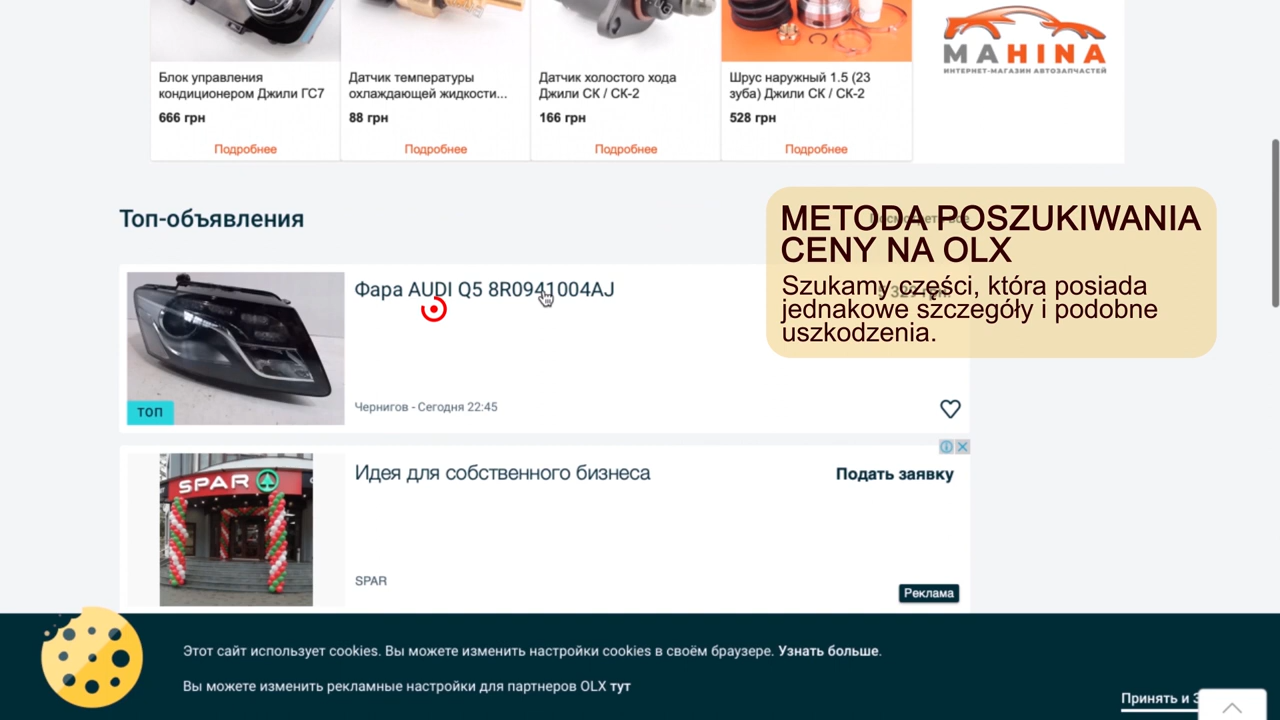 MAHINA
ИНТЕРНЕТ-МАГАЗИН АВТОЗАПЧАСТЕЙ
Блок управления
кондиционером Джили ГС7
666 грн
Подробнее
Датчик температуры
охлаждающей жидкости...
88 грн
Подробнее
Датчик холостого хода
Джили СК / СК-2
166 грн
Подробнее
Шрус наружный 1.5 (23
зуба) Джили СК / СК-2
528 грн
Подробнее
Топ-объявления
METODA POSZUKIWANIA
CENY NA OLX
Szukamy części, która posiada
jednakowe szczegóły i podobne
uszkodzenia.
Фара AUDI Q5 8R0941004AJ
ТОП
Чернигов - Сегодня 22:45
SPAR
Идея для собственного бизнеса
Подать заявку
SPAR
Реклама
Этот сайт использует cookies. Вы можете изменить настройки cookies в своём браузере. Узнать больше.
Вы можете изменить рекламные настройки для партнеров OLX тут
Принять и